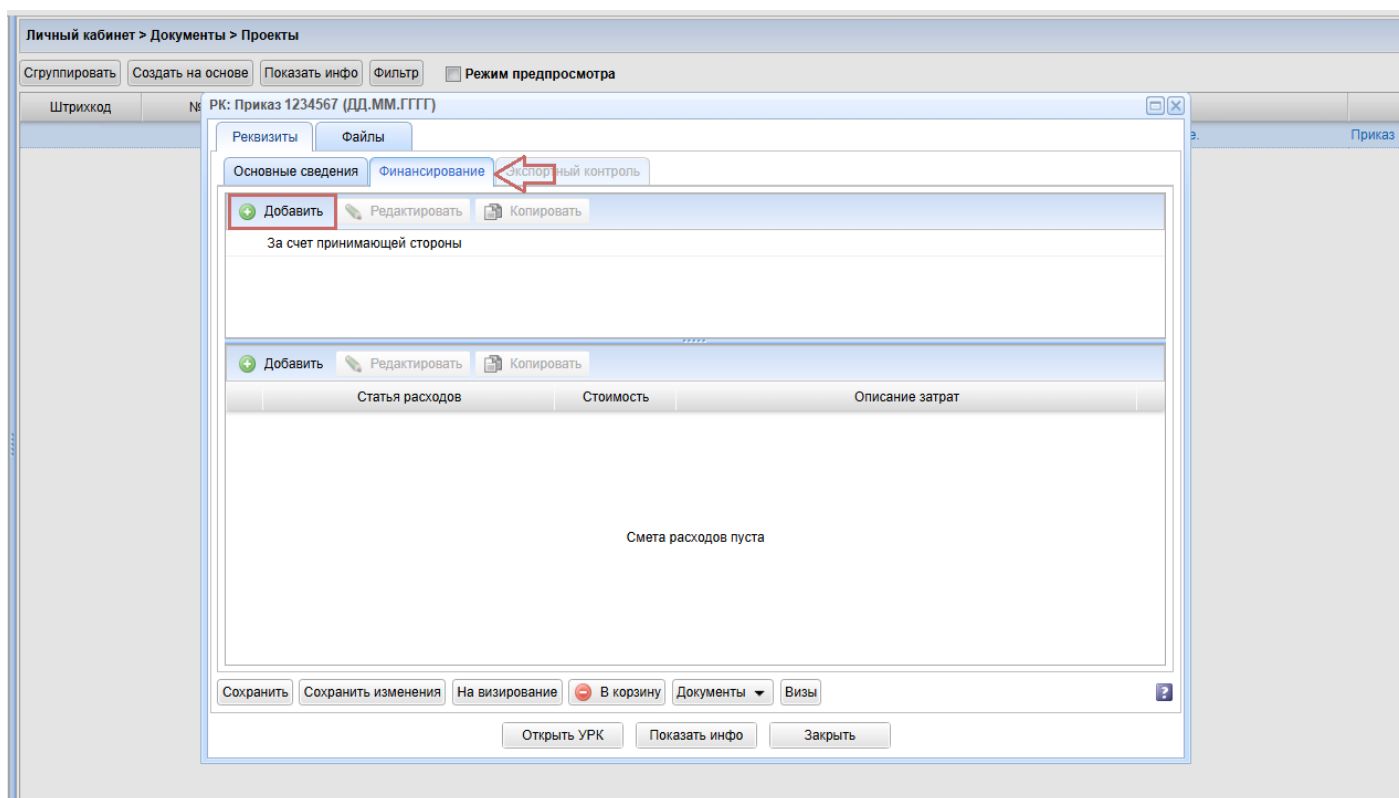 Личный кабинет > Документы > Проекты
Сгруппировать Создать на основе Показать инфо Фильтр Режим предпросмотра
Штрихкод №
РК: Приказ 1234567 (ДД.ММ.ГГГГ)
е. Приказ
Реквизиты Файлы
Основные сведения Финансирование Экспортный контроль
Добавить Редактировать Копировать
За счет принимающей стороны
Добавить Редактировать Копировать
Статья расходов Стоимость Описание затрат
Смета расходов пуста
Сохранить Сохранить изменения На визирование В корзину Документы Визы ?
Открыть УРК Показать инфо Закрыть